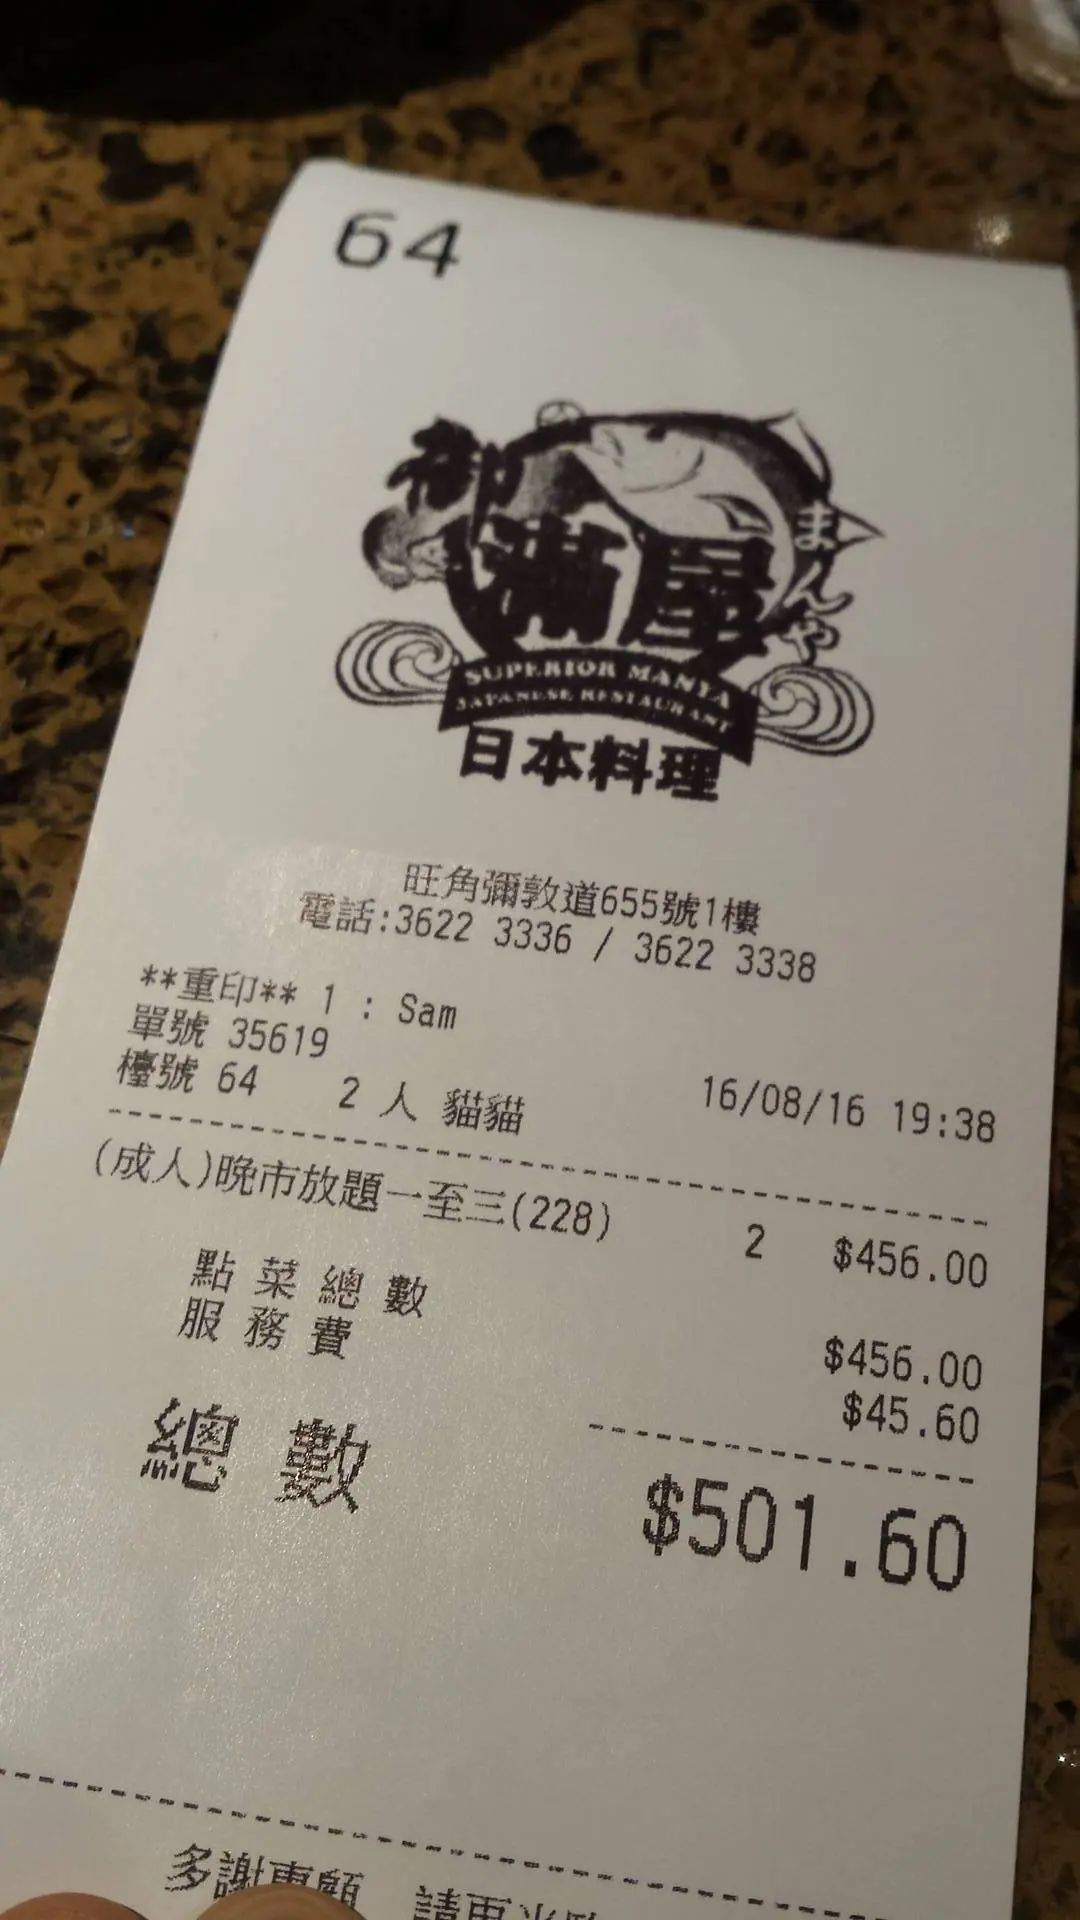 64
御
満屋
まんや
SUPERIOR MANYA
JAPANESE RESTAURANT
日本料理
旺角彌敦道655號1樓
電話:3622 3336 / 3622 3338
**重印** 1 : Sam
單號 35619
檯號 64 2 人 貓貓 16/08/16 19:38
(成人)晚市放題一至三(228) 2 $456.00
點菜總數 $456.00
服務費 $45.60
總數 $501.60
多謝惠顧 請再